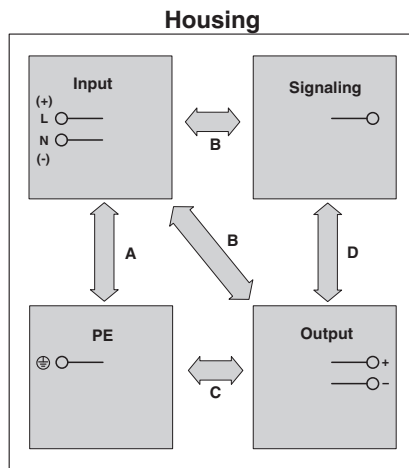 Housing
Input
(+)
L
N
(-)
Signaling
B
A
B
D
PE
C
Output
+
–